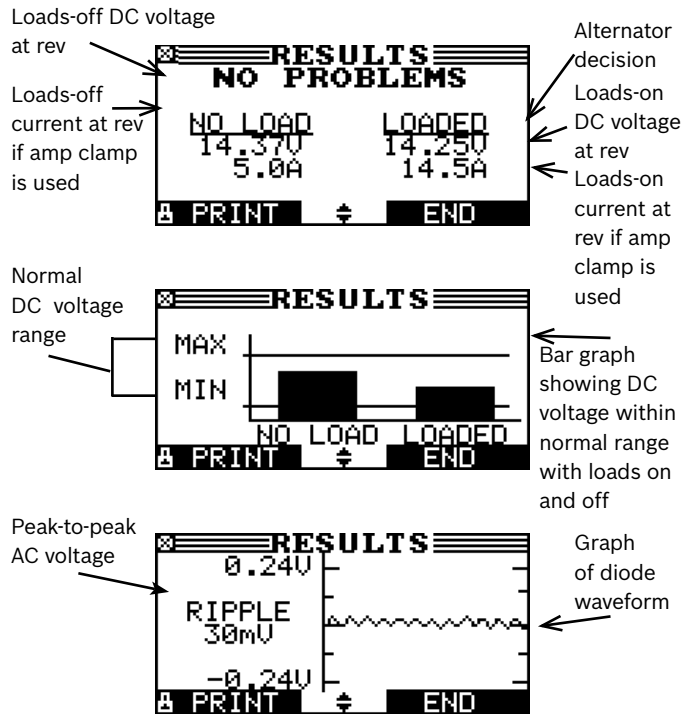 Loads-off DC voltage
at rev
Loads-off
current at rev
if amp clamp
is used
RESULTS
NO PROBLEMS
NO LOAD LOADED
14.37V 14.25V
5.0A 14.5A
PRINT END
Alternator
decision
Loads-on
DC voltage
at rev
Loads-on
current at
rev if amp
clamp is
used
Normal
DC voltage
range
RESULTS
MAX
MIN
NO LOAD LOADED
PRINT END
Bar graph
showing DC
voltage within
normal range
with loads on
and off
Peak-to-peak
AC voltage
RESULTS
0.24V
RIPPLE
30mV
-0.24V
PRINT END
Graph
of diode
waveform